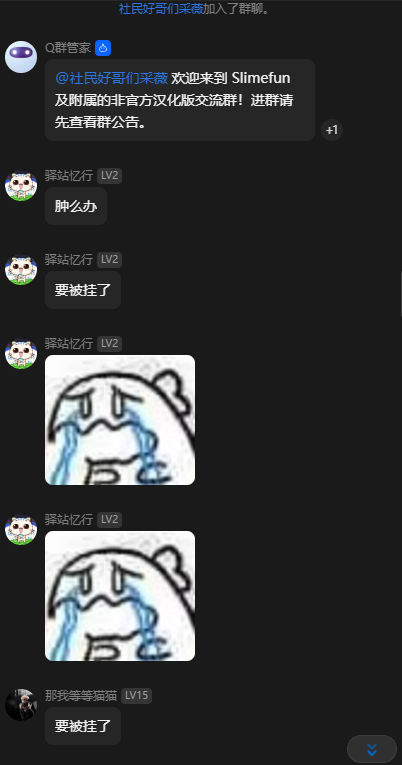 社民好哥们采薇加入了群聊。
Q群管家
@社民好哥们采薇 欢迎来到 Slimefun
及附属的非官方汉化版交流群！进群请
先查看群公告。
+1
驿站忆行 LV2
肿么办
驿站忆行 LV2
要被挂了
驿站忆行 LV2
驿站忆行 LV2
那我等等猫猫 LV15
要被挂了